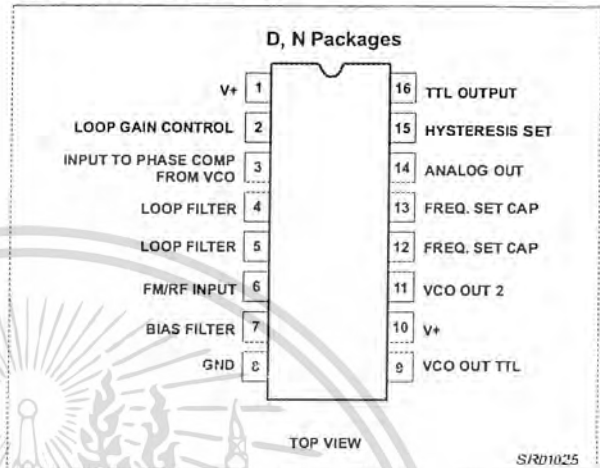 D, N Packages
V+ 1
LOOP GAIN CONTROL 2
INPUT TO PHASE COMP
FROM VCO 3
LOOP FILTER 4
LOOP FILTER 5
FM/RF INPUT 6
BIAS FILTER 7
GND 8
16 TTL OUTPUT
15 HYSTERESIS SET
14 ANALOG OUT
13 FREQ. SET CAP
12 FREQ. SET CAP
11 VCO OUT 2
10 V+
9 VCO OUT TTL
TOP VIEW
SR01025